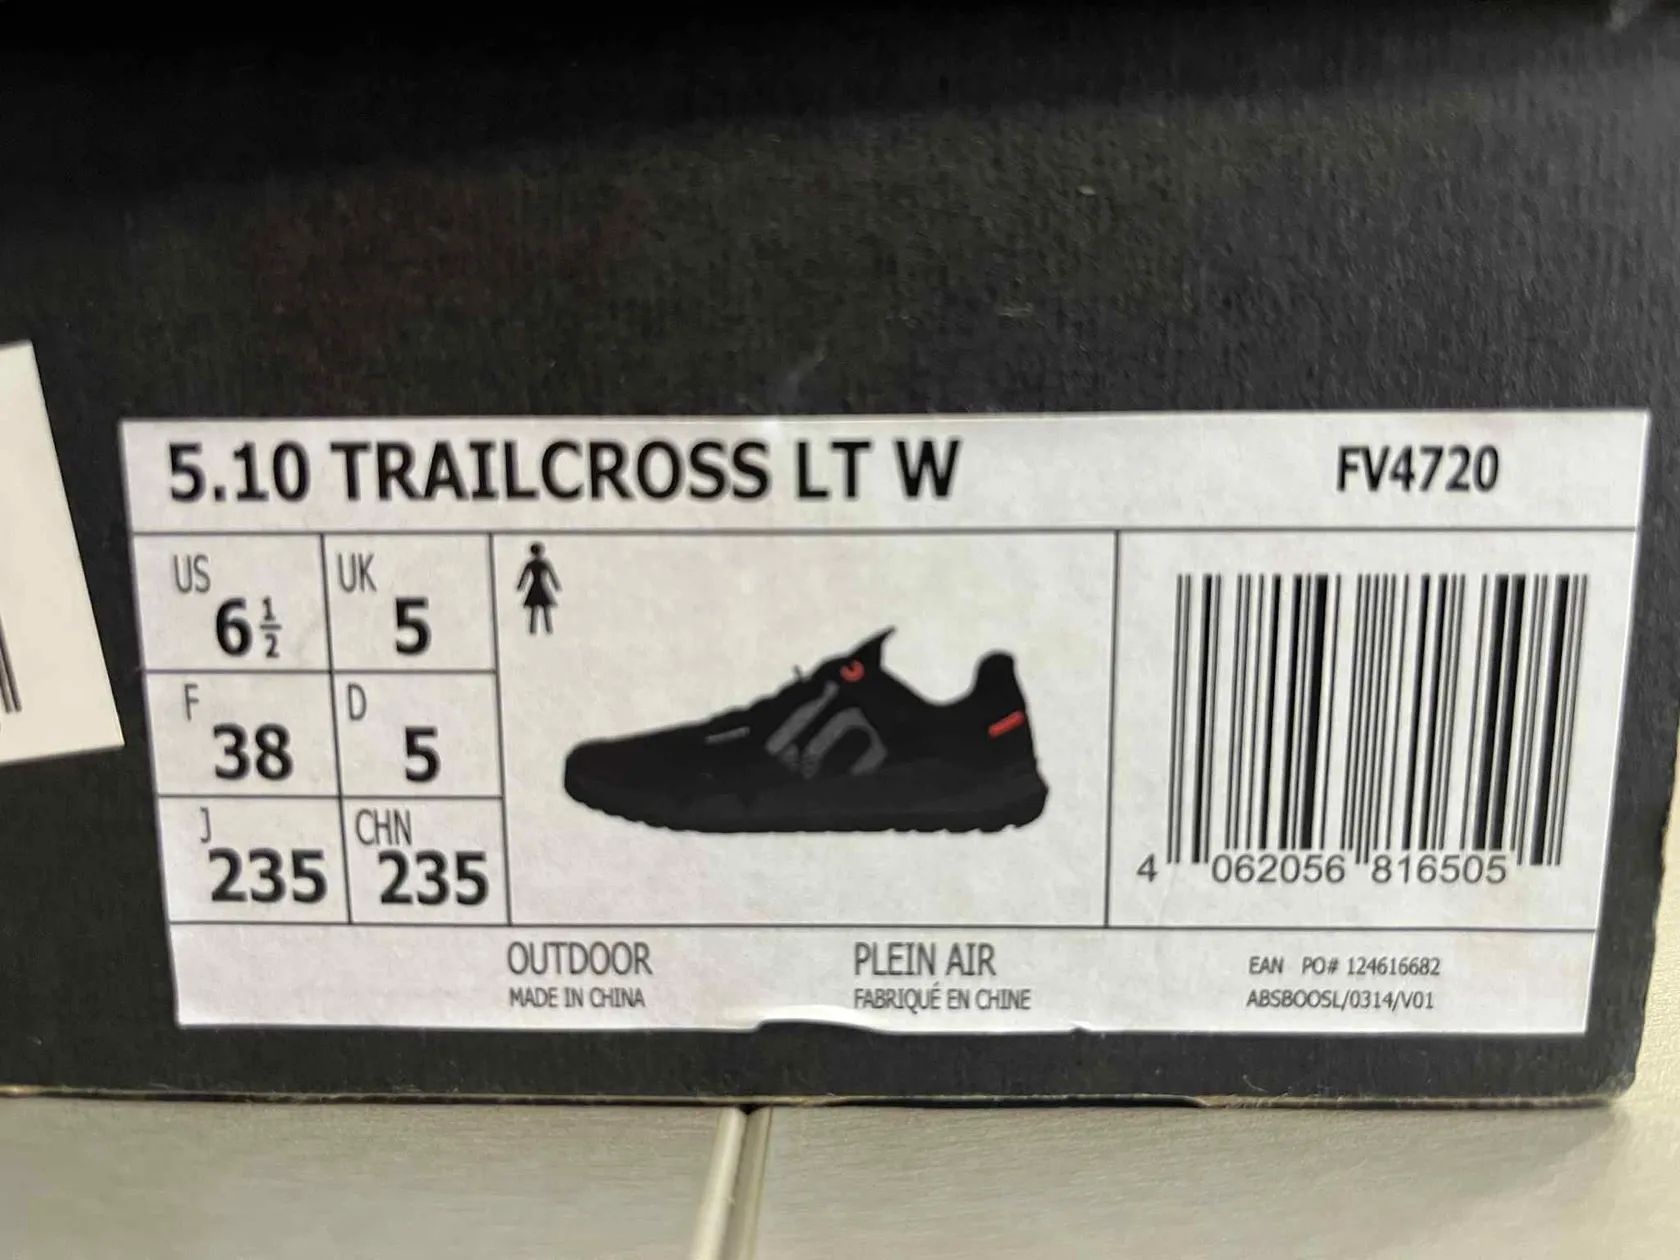 5.10 TRAILCROSS LT W
FV4720
US
6½
UK
5
F
38
D
5
J
235
CHN
235
4 062056 816505
OUTDOOR
MADE IN CHINA
PLEIN AIR
FABRIQUÉ EN CHINE
EAN PO# 124616682
ABSBOOSL/0314/V01